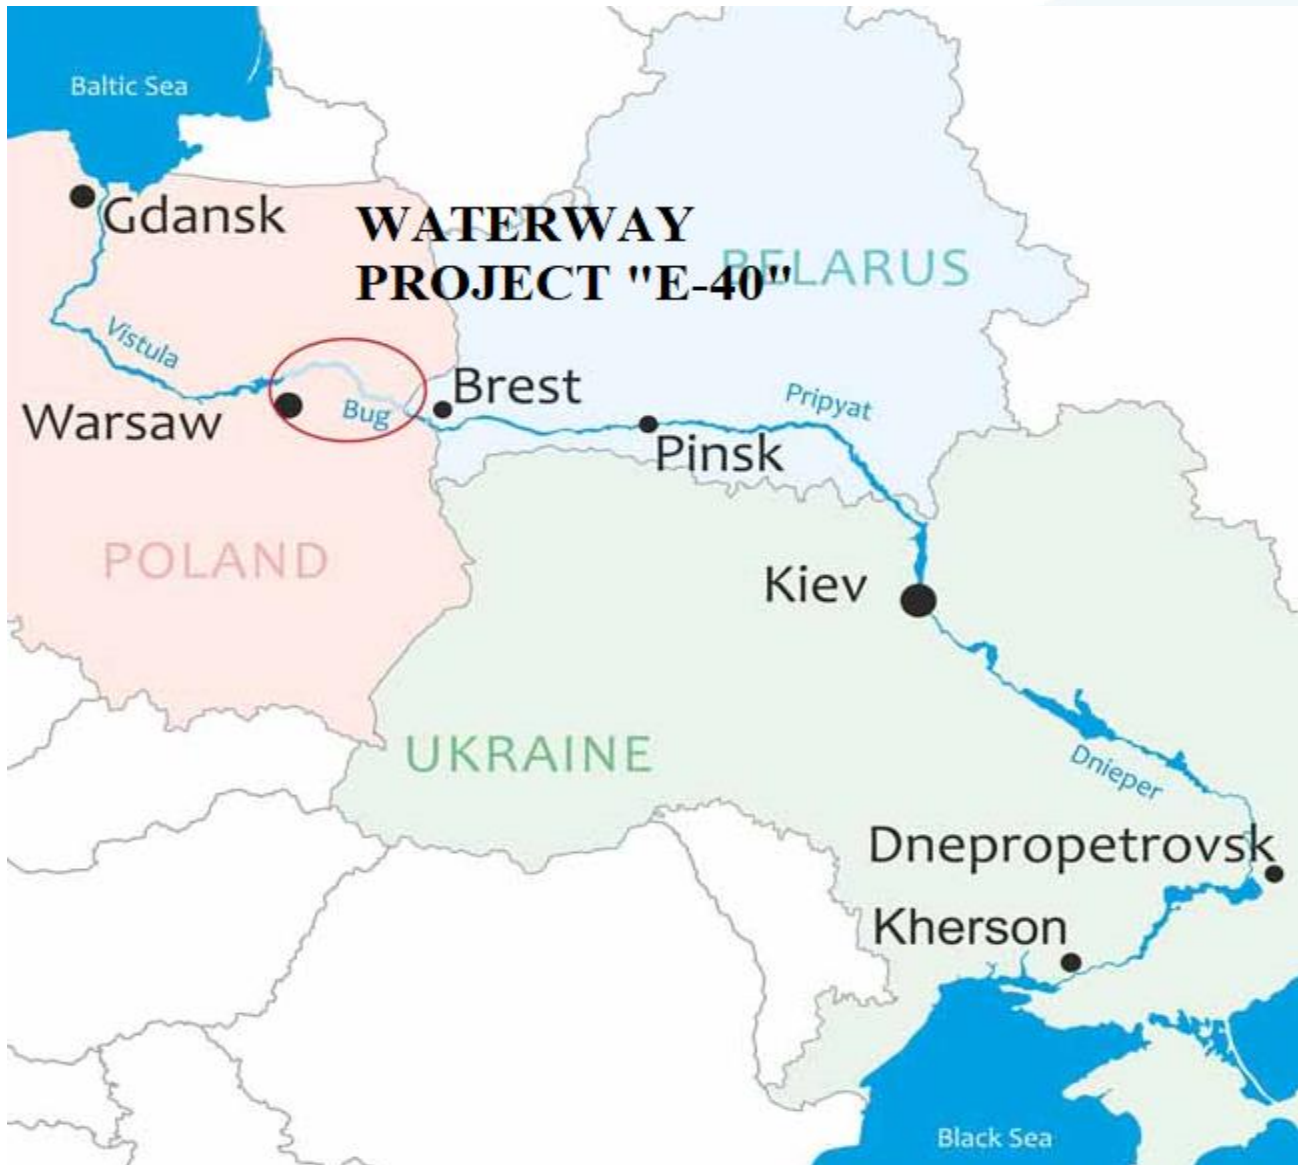 Baltic Sea
Gdansk
WATERWAY
PROJECT "E-40"
BELARUS
Vistula
Brest
Bug
Pripyat
Warsaw
Pinsk
POLAND
Kiev
UKRAINE
Dnieper
Dnepropetrovsk
Kherson
Black Sea